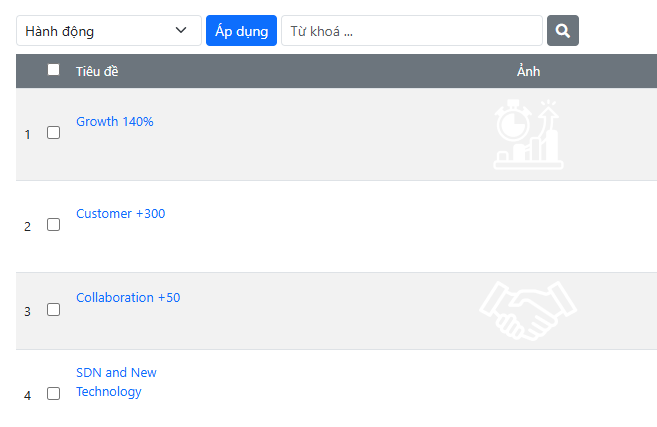 Hành động
Áp dụng
Từ khoá ...
Tiêu đề
Ảnh
1
Growth 140%
2
Customer +300
3
Collaboration +50
4
SDN and New
Technology